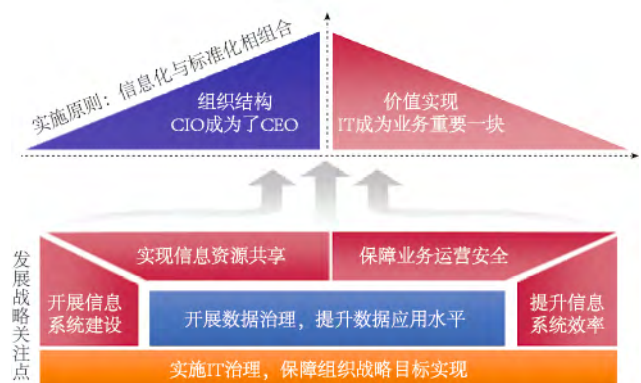 实施原则：信息化与标准化相组合
组织结构
CIO成为了CEO
价值实现
IT成为业务重要一块
发展战略关注点
实现信息资源共享
保障业务运营安全
开展信息
系统建设
开展数据治理，提升数据应用水平
提升信息
系统效率
实施IT治理，保障组织战略目标实现